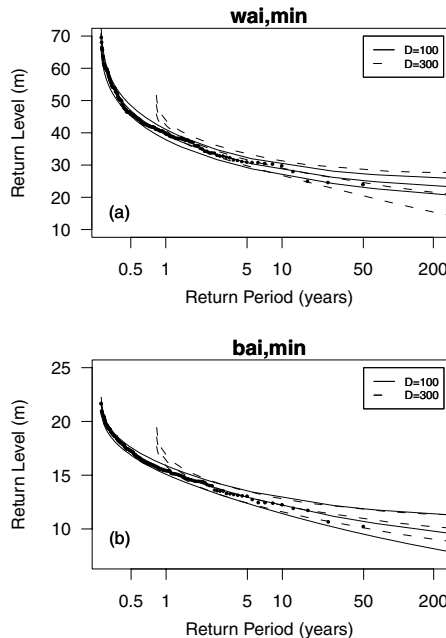 wai,min
Return Level (m)
70
60
50
40
30
20
10
D=100
D=300
(a)
0.5 1 5 10 50 200
Return Period (years)
bai,min
Return Level (m)
25
20
15
10
D=100
D=300
(b)
0.5 1 5 10 50 200
Return Period (years)